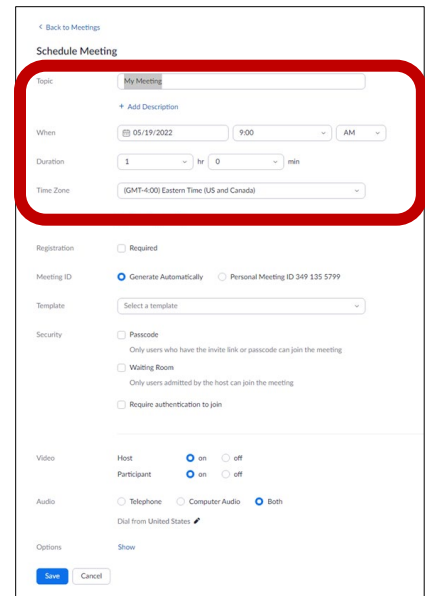 < Back to Meetings
Schedule Meeting
Topic My Meeting
+ Add Description
When 05/19/2022 9:00 AM
Duration 1 hr 0 min
Time Zone (GMT-4:00) Eastern Time (US and Canada)
Registration Required
Meeting ID Generate Automatically Personal Meeting ID 349 135 5799
Template Select a template
Security Passcode
Only users who have the invite link or passcode can join the meeting
Waiting Room
Only users admitted by the host can join the meeting
Require authentication to join
Video Host on off
Participant on off
Audio Telephone Computer Audio Both
Dial from United States
Options Show
Save Cancel